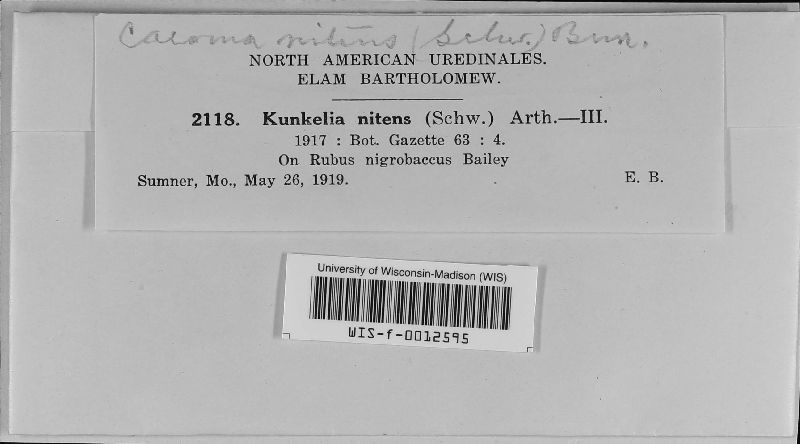 Caeoma nitens (Schw.) Burr.
NORTH AMERICAN UREDINALES.
ELAM BARTHOLOMEW.
2118. Kunkelia nitens (Schw.) Arth.—III.
1917 : Bot. Gazette 63 : 4.
On Rubus nigrobaccus Bailey
Sumner, Mo., May 26, 1919. E. B.
University of Wisconsin-Madison (WIS)
WIS-f-0012595